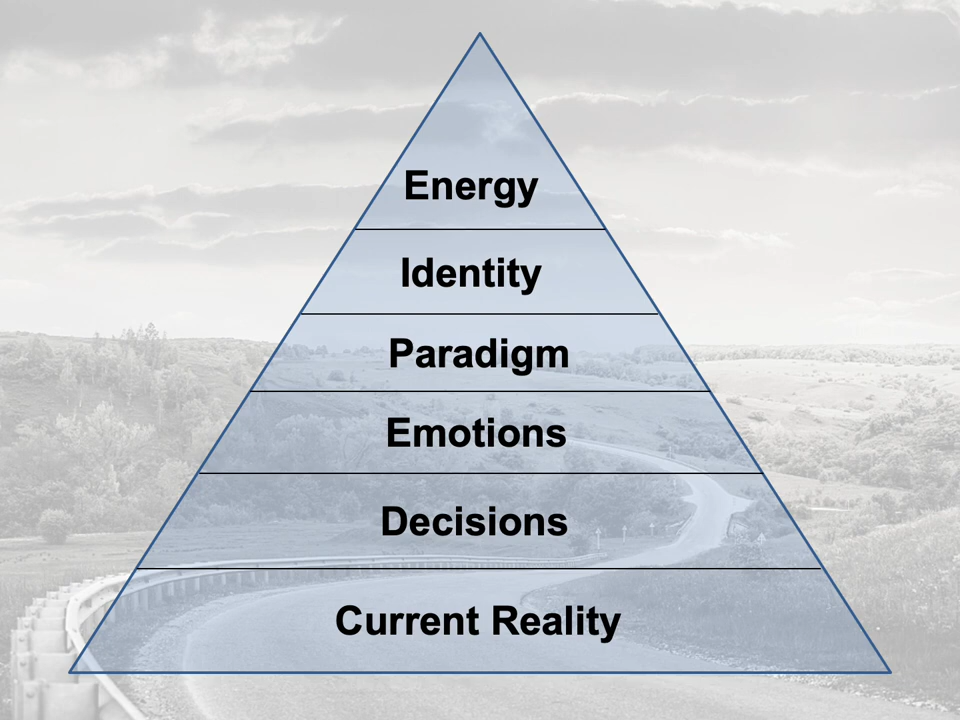 Energy
Identity
Paradigm
Emotions
Decisions
Current Reality